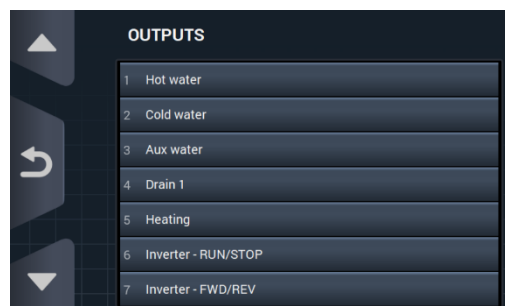 OUTPUTS
1 Hot water
2 Cold water
3 Aux water
4 Drain 1
5 Heating
6 Inverter - RUN/STOP
7 Inverter - FWD/REV